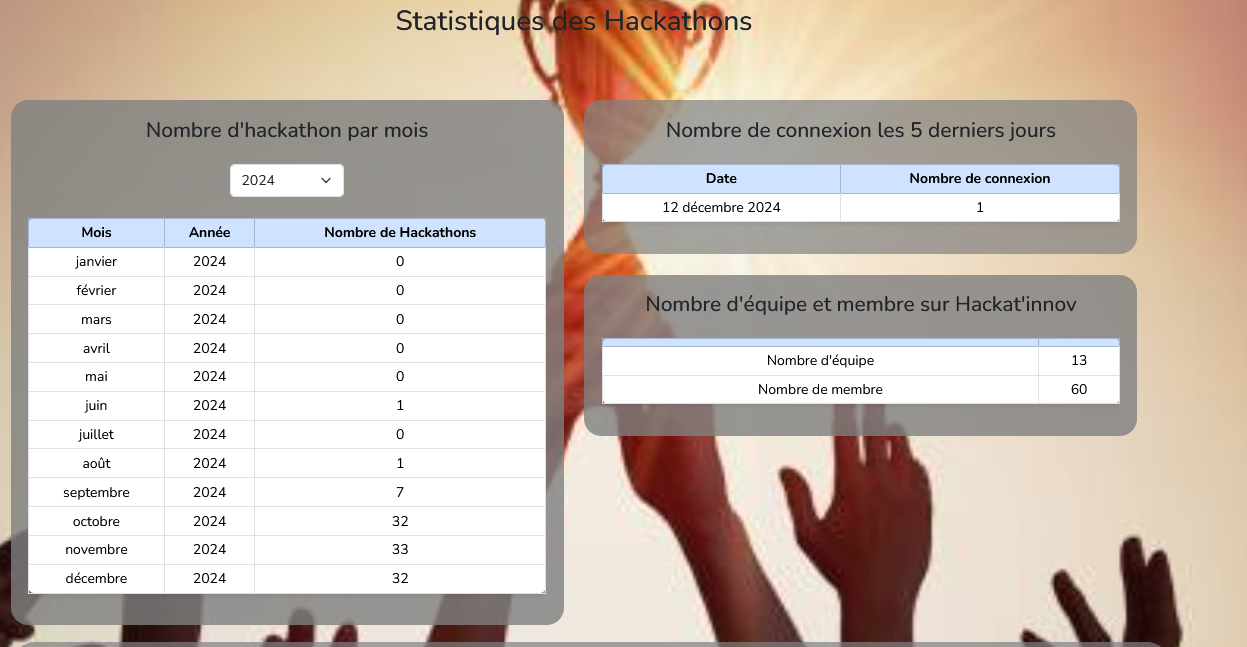 Statistiques des Hackathons
Nombre d'hackathon par mois
2024
Mois Année Nombre de Hackathons
janvier 2024 0
février 2024 0
mars 2024 0
avril 2024 0
mai 2024 0
juin 2024 1
juillet 2024 0
août 2024 1
septembre 2024 7
octobre 2024 32
novembre 2024 33
décembre 2024 32
Nombre de connexion les 5 derniers jours
Date Nombre de connexion
12 décembre 2024 1
Nombre d'équipe et membre sur Hackat'innov
Nombre d'équipe 13
Nombre de membre 60